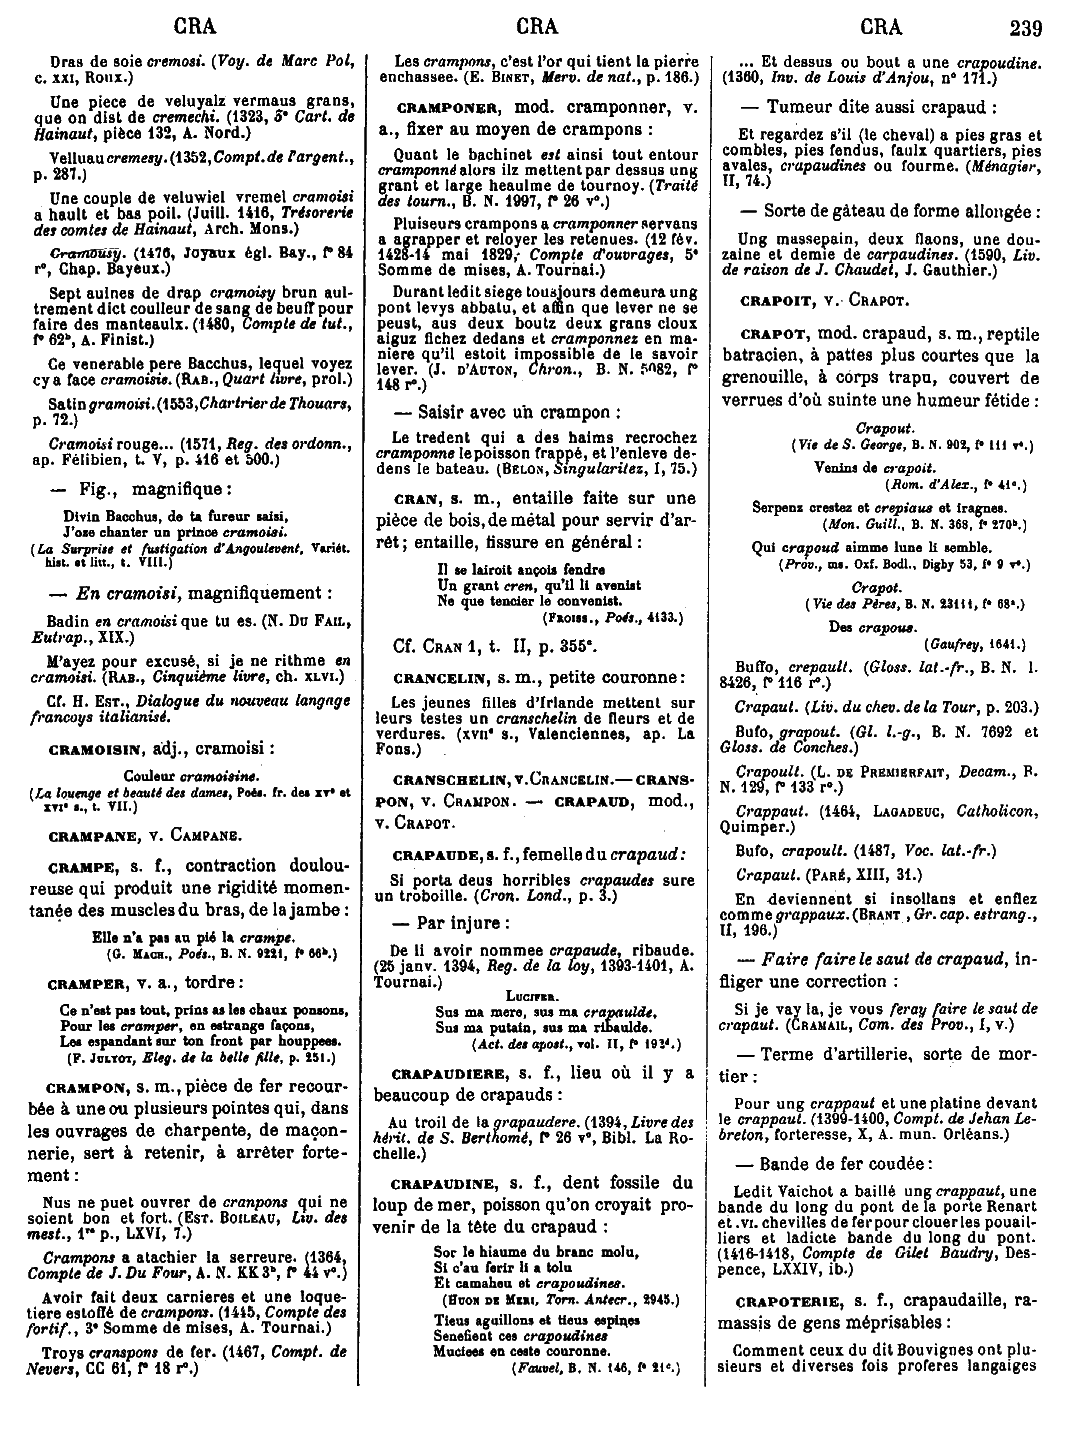 CRA CRA CRA 239
Dras de soie cremosi. (Voy. de Marc Pol,
c. XXI, Roux.)
Une piece de veluyalz vermaus grans,
que on dist de cremechi. (1323, 5e Cart. de
Hainaut, pièce 132, A. Nord.)
Velluau cremesy. (1352, Compt. de l'argent.,
p. 287.)
Une couple de veluwiel vremel cramoisi
a hault et bas poil. (Juill. 1416, Trésorerie
des comtes de Hainaut, Arch. Mons.)
Cramousy. (1476, Joyaux égl. Bay., f° 84
r°, Chap. Bayeux.)
Sept aulnes de drap cramoisy brun aul-
trement dict coulleur de sang de beuff pour
faire des manteaulx. (1480, Compte de tut.,
f° 62b, A. Finist.)
Ce venerable pere Bacchus, lequel voyez
cy a face cramoisie. (RAB., Quart livre, prol.)
Satin gramoisi. (1553, Chartrier de Thouars,
p. 72.)
Cramoisi rouge... (1571, Reg. des ordonn.,
ap. Félibien, t. V, p. 416 et 500.)
— Fig., magnifique :
Divin Bacchus, de ta fureur saisi,
J'ose chanter un prince cramoisi.
(La Surprise et fustigation d'Angoulevent, Variét.
hist. et litt., t. VIII.)
— En cramoisi, magnifiquement :
Badin en cramoisi que tu es. (N. DU FAIL,
Eutrap., XIX.)
M'ayez pour excusé, si je ne rithme en
cramoisi. (RAB., Cinquième livre, ch. XLVI.)
Cf. H. EST., Dialogue du nouveau langage
francoys italianisé.
CRAMOISIN, adj., cramoisi :
Couleur cramoisine.
(La louenge et beauté des dames, Poés. fr. des XVe et
XVIe s., t. VII.)
CRAMPANE, v. CAMPANE.
CRAMPE, s. f., contraction doulou-
reuse qui produit une rigidité momen-
tanée des muscles du bras, de la jambe :
Elle n'a pas au pié la crampe.
(G. MACH., Poés., B. N. 9221, f° 66b.)
CRAMPER, v. a., tordre :
Ce n'est pas tout, prins as les chaux ponsons,
Pour les cramper, en estrange façons,
Les espandant sur ton front par houppees.
(F. JULYOT, Eleg. de la belle fille, p. 251.)
CRAMPON, s. m., pièce de fer recour-
bée à une ou plusieurs pointes qui, dans
les ouvrages de charpente, de maçon-
nerie, sert à retenir, à arrêter forte-
ment :
Nus ne puet ouvrer de cranpons qui ne
soient bon et fort. (EST. BOILEAU, Liv. des
mest., 1re p., LXVI, 7.)
Crampons a atachier la serreure. (1364,
Compte de J. Du Four, A. N. KK 3b, f° 44 v°.)
Avoir fait deux carnieres et une loque-
tiere estoffé de crampons. (1445, Compte des
fortif., 3e Somme de mises, A. Tournai.)
Troys cranspons de fer. (1467, Compt. de
Nevers, CC 61, f° 18 r°.)
Les crampons, c'est l'or qui tient la pierre
enchassee. (E. BINET, Merv. de nat., p. 186.)
CRAMPONER, mod. cramponner, v.
a., fixer au moyen de crampons :
Quant le bachinet est ainsi tout entour
cramponné alors ilz mettent par dessus ung
grant et large heaulme de tournoy. (Traité
des tourn., B. N. 1997, f° 26 v°.)
Pluiseurs crampons a cramponner servans
a agrapper et reloyer les retenues. (12 fév.
1428-14 mai 1829, Compte d'ouvrages, 5e
Somme de mises, A. Tournai.)
Durant ledit siege tousjours demeura ung
pont levys abbatu, et affin que lever ne se
peust, aus deux boutz deux grans cloux
aiguz fichez dedans et cramponnez en ma-
niere qu'il estoit impossible de le savoir
lever. (J. D'AUTON, Chron., B. N. 5082, f°
148 r°.)
— Saisir avec un crampon :
Le tredent qui a des haims recrochez
cramponne le poisson frappé, et l'enleve de-
dens le bateau. (BELON, Singularitez, I, 75.)
CRAN, s. m., entaille faite sur une
pièce de bois, de métal pour servir d'ar-
rêt ; entaille, fissure en général :
Il se lairoit ançois fendre
Un grant cren, qu'il li avenist
Ne que tencier le convenist.
(FROISS., Poés., 4133.)
Cf. CRAN 1, t. II, p. 355c.
CRANCELIN, s. m., petite couronne :
Les jeunes filles d'Irlande mettent sur
leurs testes un cranschelin de fleurs et de
verdures. (XVIIe s., Valenciennes, ap. La
Fons.)
CRANSCHELIN, v. CRANCELIN. — CRANS-
PON, v. CRAMPON. — CRAPAUD, mod.,
v. CRAPOT.
CRAPAUDE, s. f., femelle du crapaud :
Si porta deus horribles crapaudes sure
un troboille. (Cron. Lond., p. 3.)
— Par injure :
De li avoir nommee crapaude, ribaude.
(25 janv. 1394, Reg. de la loy, 1393-1401, A.
Tournai.)
LUCIFER.
Sus ma mere, sus ma crapaulde,
Sus ma putain, sus ma ribaulde.
(Act. des apost., vol. II, f° 193d.)
CRAPAUDIERE, s. f., lieu où il y a
beaucoup de crapauds :
Au troil de la grapaudere. (1394, Livre des
hérit. de S. Berthomé, f° 26 v°, Bibl. La Ro-
chelle.)
CRAPAUDINE, s. f., dent fossile du
loup de mer, poisson qu'on croyait pro-
venir de la tête du crapaud :
Sor le hiaume du branc molu,
Si c'au ferir li a tolu
Et camaheu et crapoudines.
(HUON DE MERI, Torn. Antecr., 2945.)
Tieus aguillons et tieus espines
Senefient ces crapoudines
Muciees en ceste couronne.
(Fauvel, B. N. 146, f° 21c.)
... Et dessus ou bout a une crapoudine.
(1360, Inv. de Louis d'Anjou, n° 171.)
— Tumeur dite aussi crapaud :
Et regardez s'il (le cheval) a pies gras et
combles, pies fendus, faulx quartiers, pies
avales, crapaudines ou fourme. (Ménagier,
II, 74.)
— Sorte de gâteau de forme allongée :
Ung massepain, deux flaons, une dou-
zaine et demie de carpaudines. (1590, Liv.
de raison de J. Chaudet, J. Gauthier.)
CRAPOIT, v. CRAPOT.
CRAPOT, mod. crapaud, s. m., reptile
batracien, à pattes plus courtes que la
grenouille, à corps trapu, couvert de
verrues d'où suinte une humeur fétide :
Crapout.
(Vie de S. George, B. N. 902, f° 111 v°.)
Venins de crapoit.
(Rom. d'Alex., f° 41c.)
Serpenz crestez et crepiaus et iragnes.
(Mon. Guill., B. N. 368, f° 270b.)
Qui crapoud aimme lune li semble.
(Prov., ms. Oxf. Bodl., Digby 53, f° 9 v°.)
Crapot.
(Vie des Pères, B. N. 23111, f° 68c.)
Des crapous.
(Gaufrey, 1641.)
Buffo, crepault. (Gloss. lat.-fr., B. N. l.
8426, f° 116 r°.)
Crapaut. (Liv. du chev. de la Tour, p. 203.)
Bufo, grapout. (Gl. l.-g., B. N. 7692 et
Gloss. de Conches.)
Crapoult. (L. DE PREMIERFAIT, Decam., B.
N. 129, f° 133 r°.)
Crappaut. (1464, LAGADEUC, Catholicon,
Quimper.)
Bufo, crapoult. (1487, Voc. lat.-fr.)
Crapaut. (PARÉ, XIII, 31.)
En deviennent si insollans et enflez
comme grappaux. (BRANT, Gr. cap. estrang.,
II, 196.)
— Faire faire le saut de crapaud, in-
fliger une correction :
Si je vay la, je vous feray faire le saut de
crapaut. (CRAMAIL, Com. des Prov., I, v.)
— Terme d'artillerie, sorte de mor-
tier :
Pour ung crappaut et une platine devant
le crappaut. (1399-1400, Compt. de Jehan Le-
breton, forteresse, X, A. mun. Orléans.)
— Bande de fer coudée :
Ledit Vaichot a baillé ung crappaut, une
bande du long du pont de la porte Renart
et .VI. chevilles de fer pour clouer les pouail-
liers et ladicte bande du long du pont.
(1416-1418, Compte de Gilet Baudry, Des-
pence, LXXIV, ib.)
CRAPOTERIE, s. f., crapaudaille, ra-
massis de gens méprisables :
Comment ceux du dit Bouvignes ont plu-
sieurs et diverses fois proferes langaiges